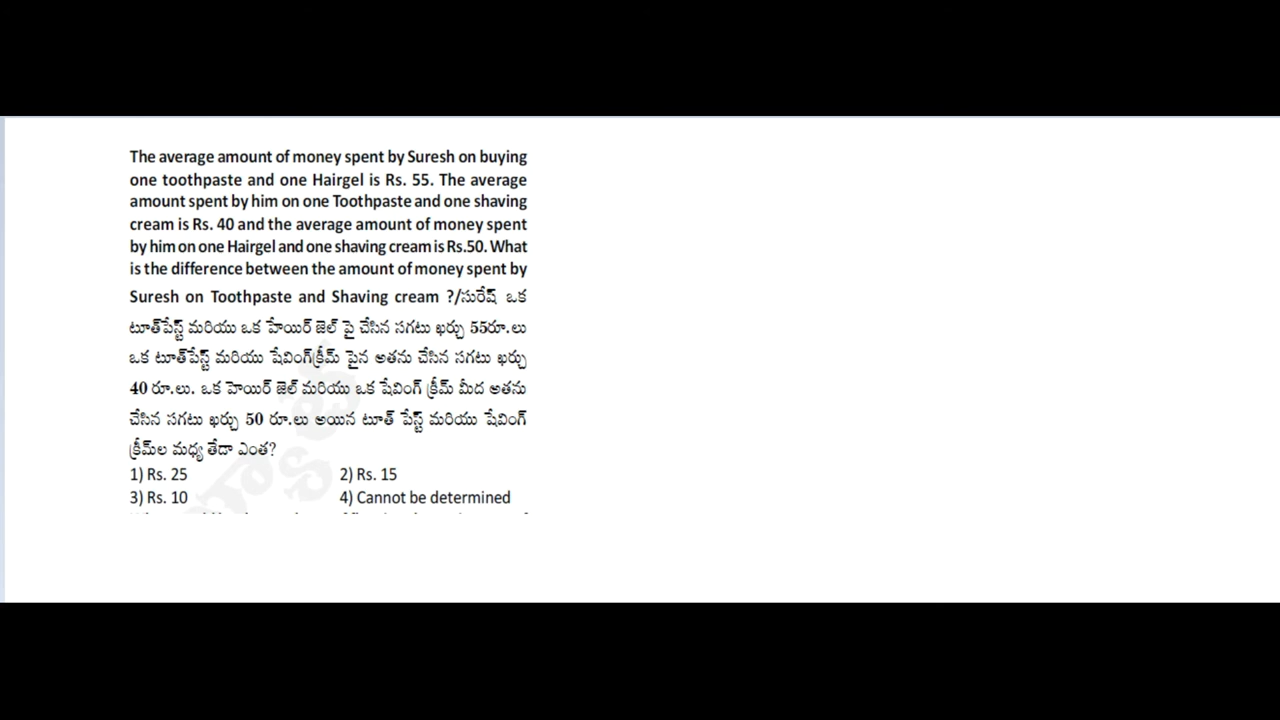 The average amount of money spent by Suresh on buying
one toothpaste and one Hairgel is Rs. 55. The average
amount spent by him on one Toothpaste and one shaving
cream is Rs. 40 and the average amount of money spent
by him on one Hairgel and one shaving cream is Rs.50. What
is the difference between the amount of money spent by
Suresh on Toothpaste and Shaving cream ?/సురేష్ ఒక
టూత్‌పేస్ట్ మరియు ఒక హేయిర్ జెల్ పై చేసిన సగటు ఖర్చు 55రూ.లు
ఒక టూత్‌పేస్ట్ మరియు షేవింగ్‌క్రీమ్ పైన అతను చేసిన సగటు ఖర్చు
40 రూ.లు. ఒక హెయిర్ జెల్ మరియు ఒక షేవింగ్ క్రీమ్ మీద అతను
చేసిన సగటు ఖర్చు 50 రూ.లు అయిన టూత్ పేస్ట్ మరియు షేవింగ్
క్రీమ్‌ల మధ్య తేడా ఎంత?
1) Rs. 25 2) Rs. 15
3) Rs. 10 4) Cannot be determined